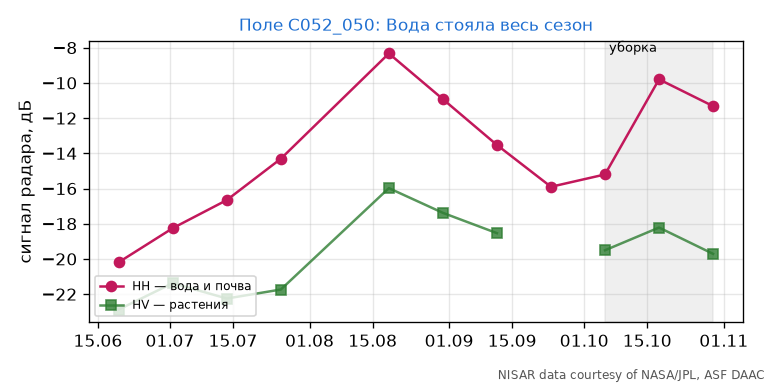 Поле C052_050: Вода стояла весь сезон
сигнал радара, дБ
−8
−10
−12
−14
−16
−18
−20
−22
уборка
HH — вода и почва
HV — растения
15.06 01.07 15.07 01.08 15.08 01.09 15.09 01.10 15.10 01.11
NISAR data courtesy of NASA/JPL, ASF DAAC